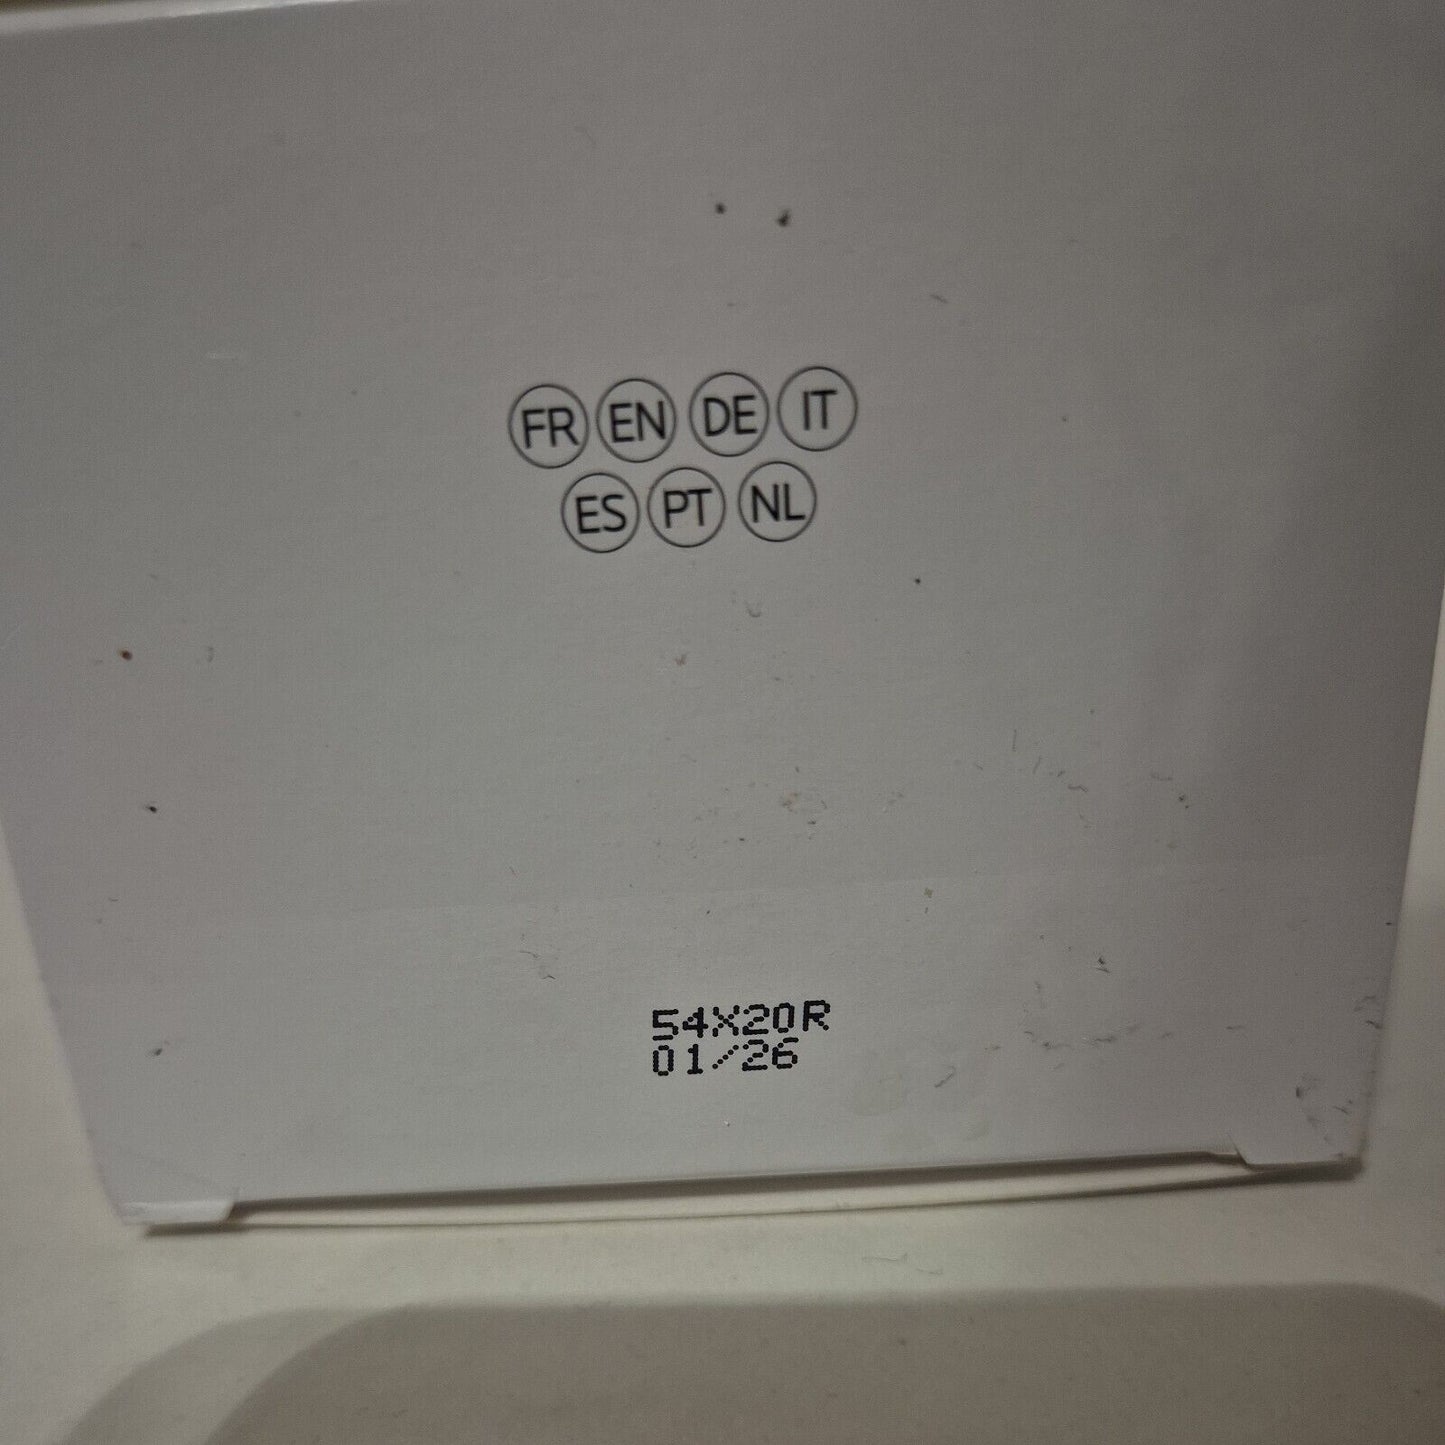 FR EN DE IT
ES PT NL
54X20R
01/26